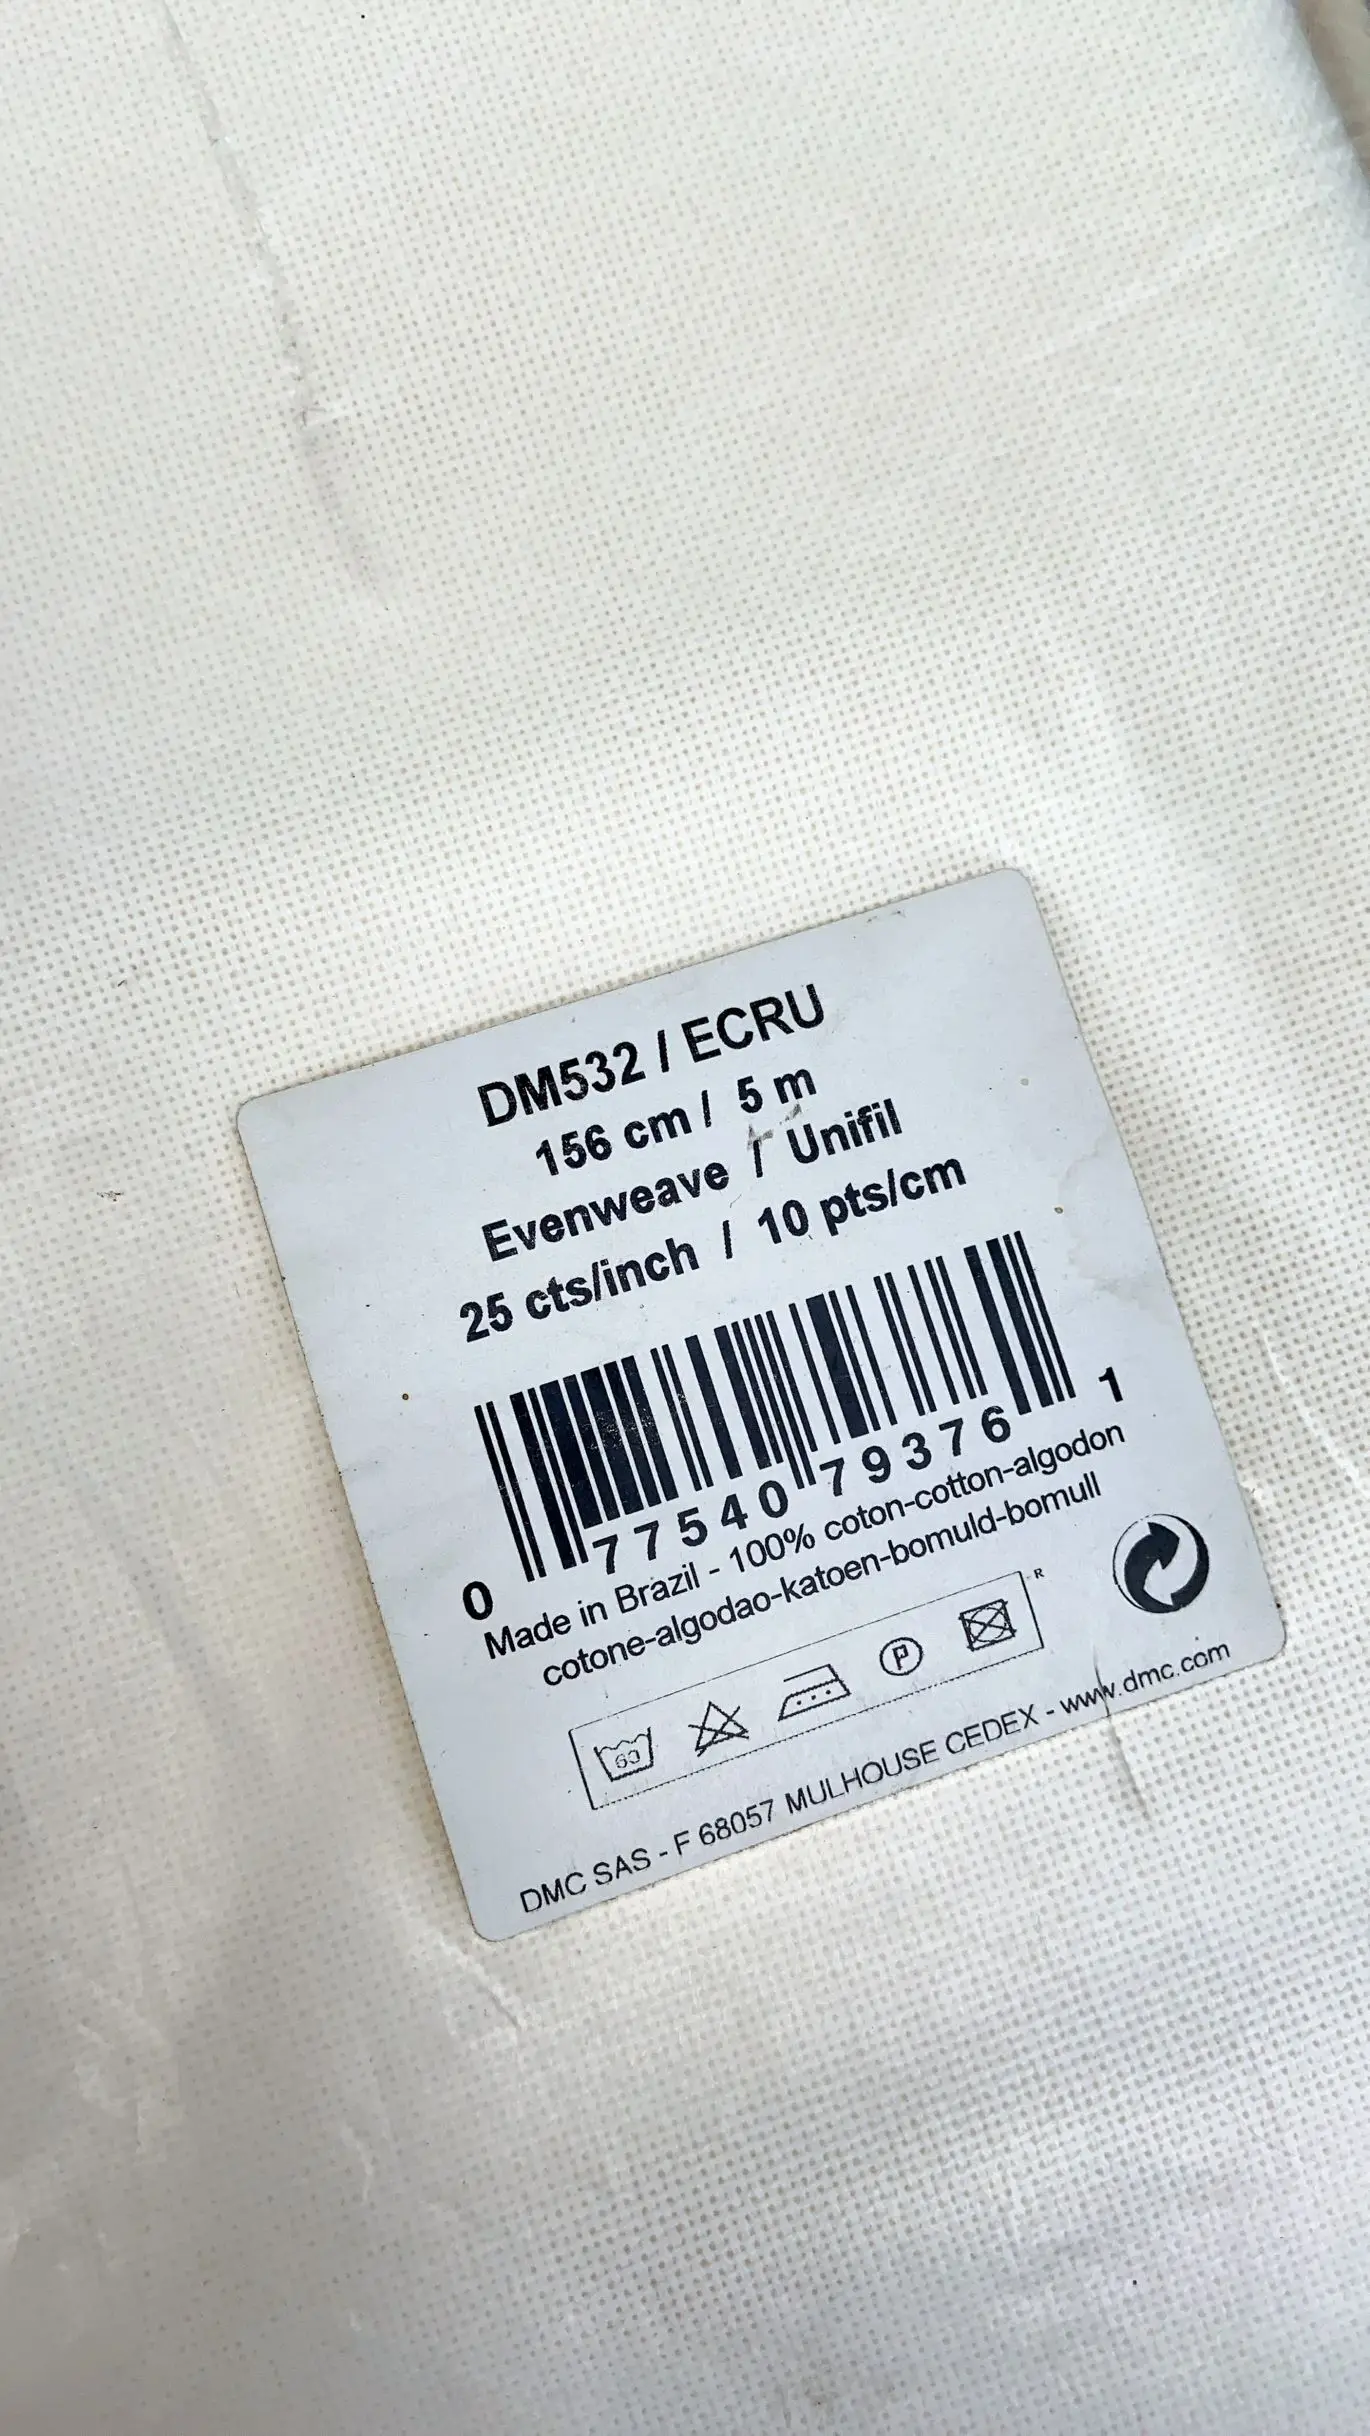 DM532 / ECRU
156 cm / 5 m
Evenweave / Unifil
25 cts/inch / 10 pts/cm
0 77540 79376 1
Made in Brazil - 100% coton-cotton-algodon
cotone-algodao-katoen-bomuld-bomull
60 P R
DMC SAS - F 68057 MULHOUSE CEDEX - www.dmc.com